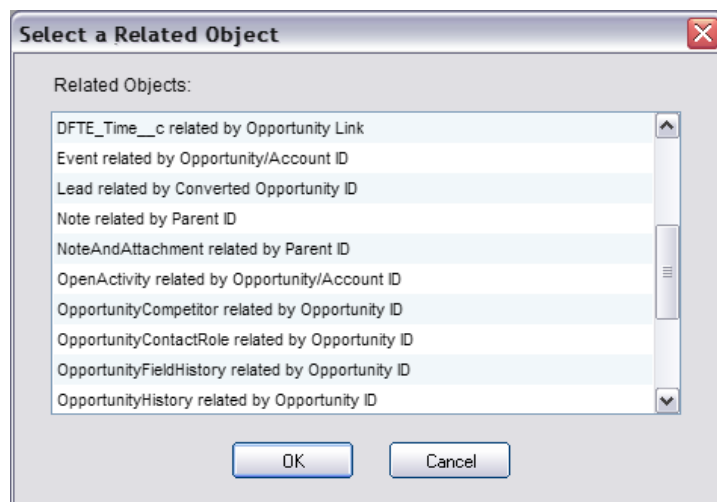 Select a Related Object
Related Objects:
DFTE_Time__c related by Opportunity Link
Event related by Opportunity/Account ID
Lead related by Converted Opportunity ID
Note related by Parent ID
NoteAndAttachment related by Parent ID
OpenActivity related by Opportunity/Account ID
OpportunityCompetitor related by Opportunity ID
OpportunityContactRole related by Opportunity ID
OpportunityFieldHistory related by Opportunity ID
OpportunityHistory related by Opportunity ID
OK Cancel